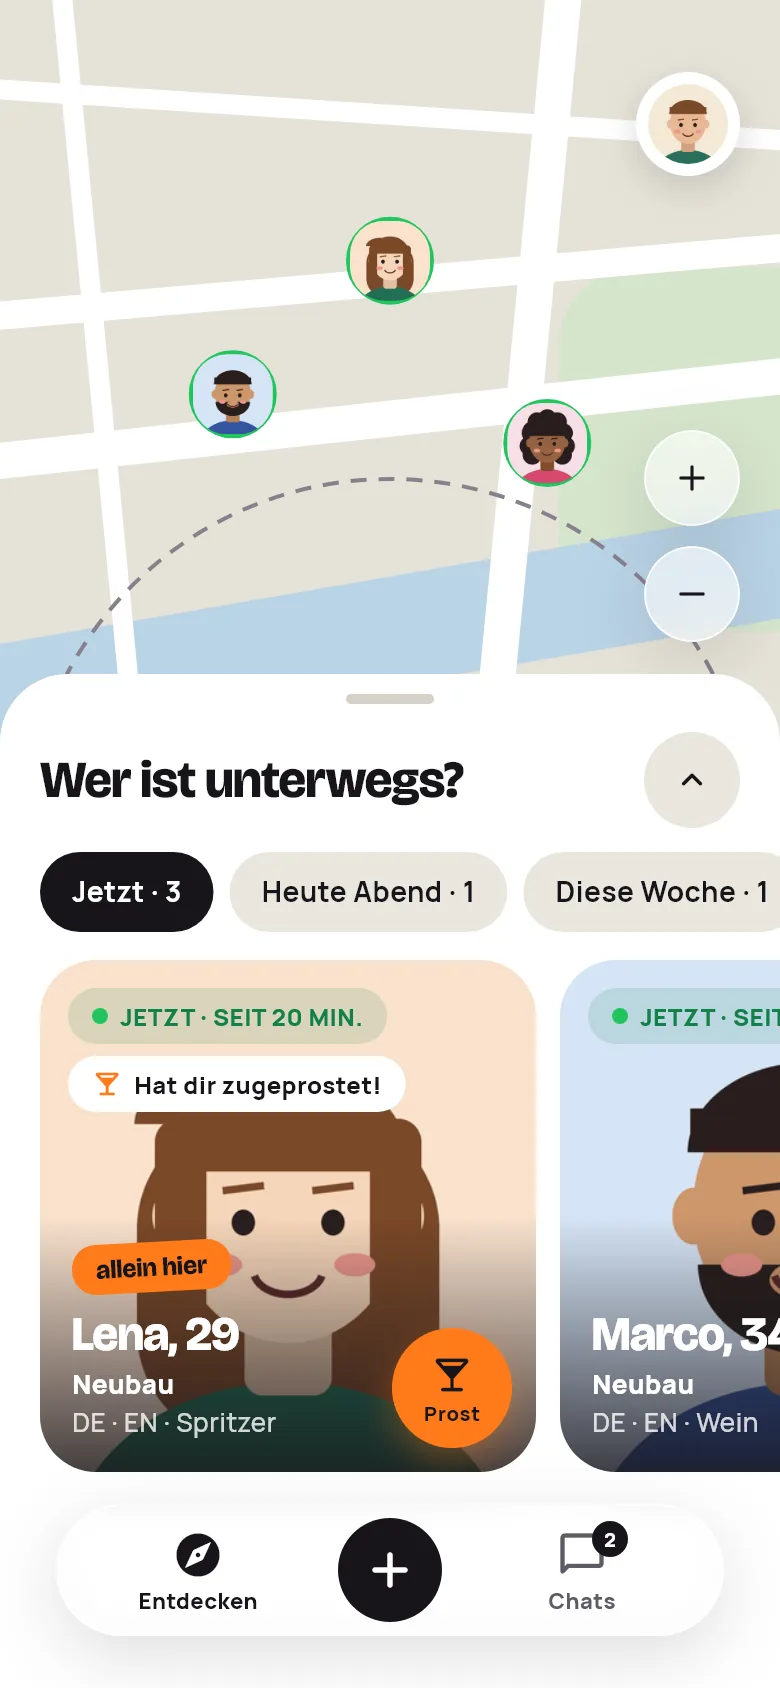 Wer ist unterwegs?
Jetzt · 3
Heute Abend · 1
Diese Woche · 1
JETZT · SEIT 20 MIN.
Hat dir zugeprostet!
allein hier
Lena, 29
Neubau
DE · EN · Spritzer
Prost
JETZT · SEIT
Marco, 34
Neubau
DE · EN · Wein
Entdecken
2
Chats